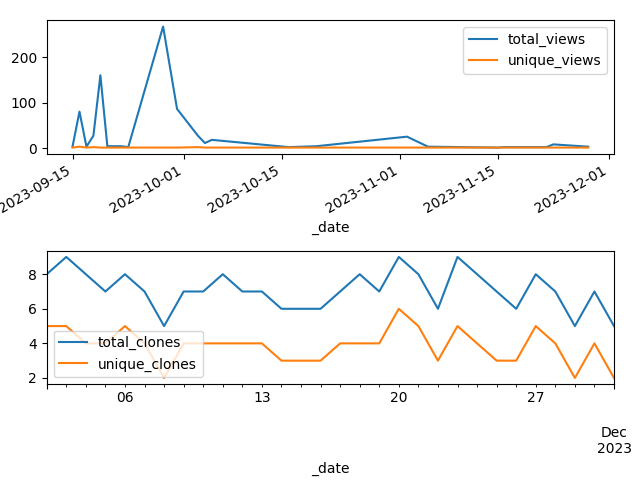 200
100
0
total_views
unique_views
2023-09-15
2023-10-01
2023-10-15
2023-11-01
2023-11-15
2023-12-01
_date
8
6
4
2
total_clones
unique_clones
06
13
20
27
Dec
2023
_date